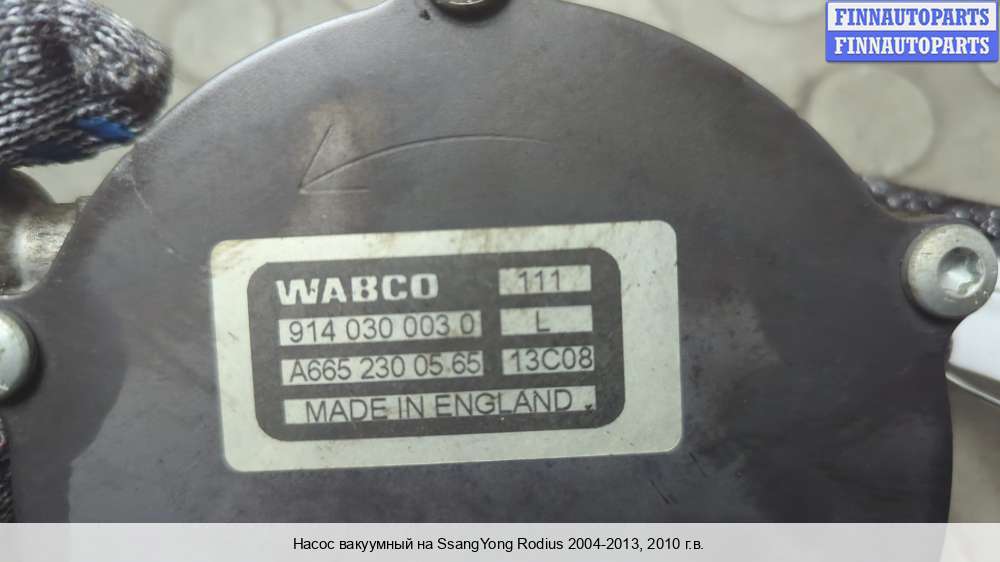 FINNAUTOPARTS
FINNAUTOPARTS
WABCO 111
914 030 003 0 L
A665 230 05 65 13C08
MADE IN ENGLAND
Насос вакуумный на SsangYong Rodius 2004-2013, 2010 г.в.